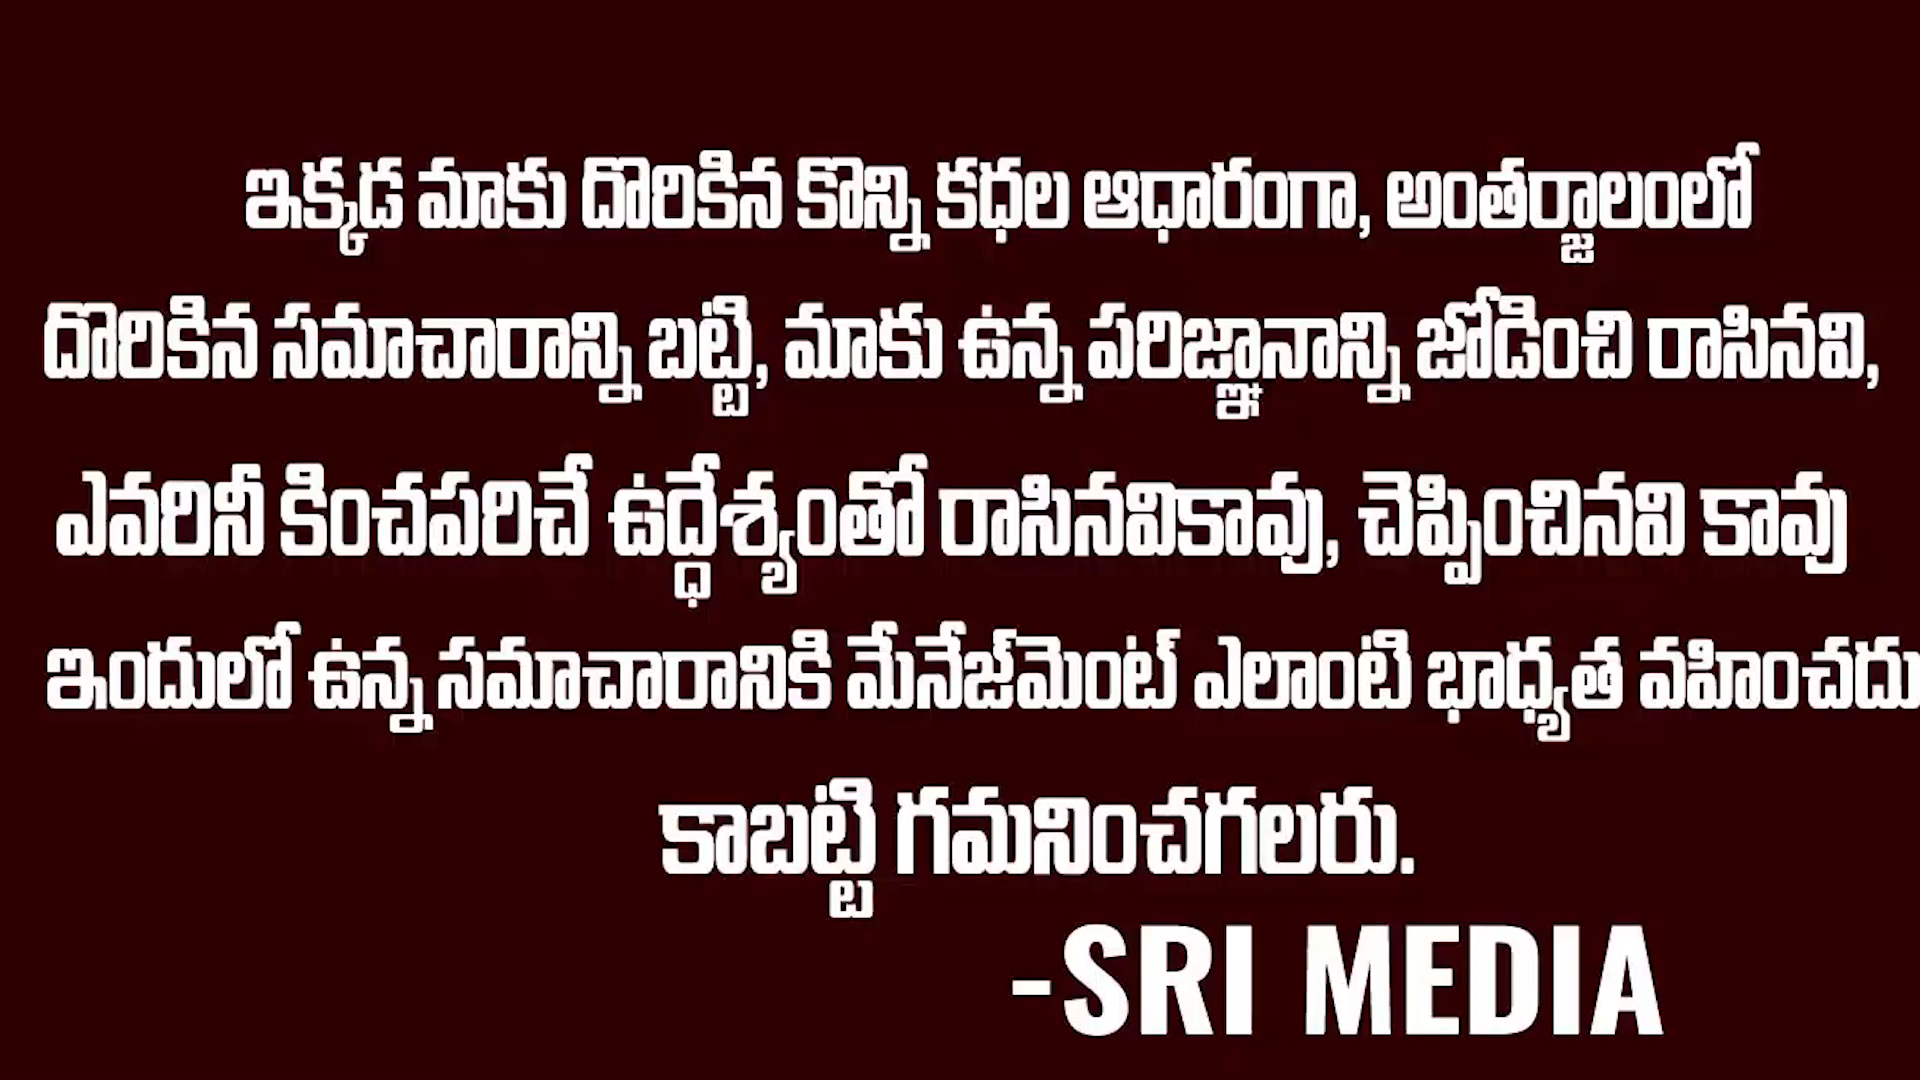 ఇక్కడ మాకు దొరికిన కొన్ని కధల ఆధారంగా, అంతర్జాలంలో
దొరికిన సమాచారాన్ని బట్టి, మాకు ఉన్న పరిజ్ఞానాన్ని జోడించి రాసినవి,
ఎవరినీ కించపరిచే ఉద్ధేశ్యంతో రాసినవికావు, చెప్పించినవి కావు
ఇందులో ఉన్న సమాచారానికి మేనేజ్‌మెంట్ ఎలాంటి భాధ్యత వహించదు
కాబట్టి గమనించగలరు.
-SRI MEDIA